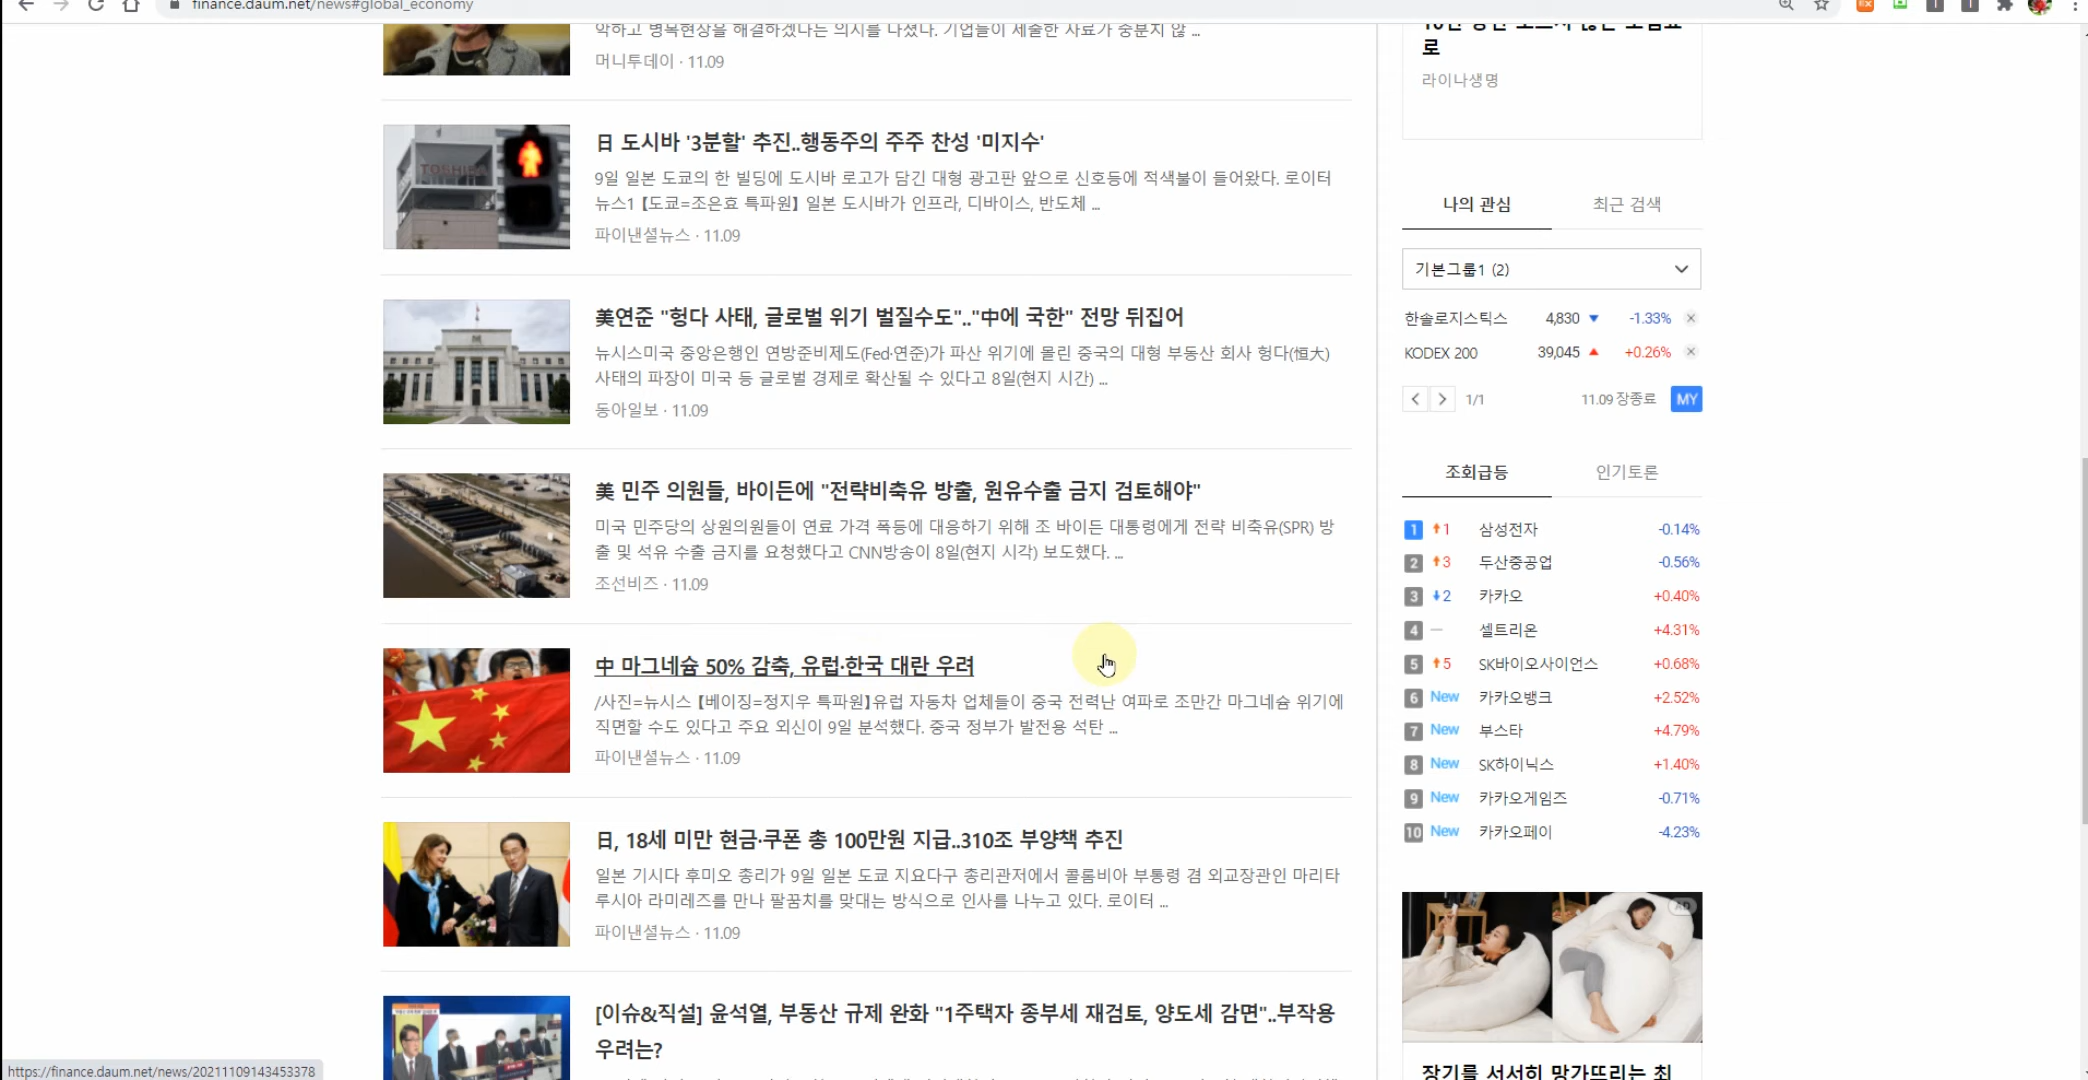 finance.daum.net/news#global_economy
악하고 병목현상을 해결하겠다는 의지를 나졌다. 기업들이 제출한 자료가 충분지 않 ...
머니투데이 · 11.09
日 도시바 '3분할' 추진..행동주의 주주 찬성 '미지수'
9일 일본 도쿄의 한 빌딩에 도시바 로고가 담긴 대형 광고판 앞으로 신호등에 적색불이 들어왔다. 로이터
뉴스1【도쿄=조은효 특파원】일본 도시바가 인프라, 디바이스, 반도체 ...
파이낸셜뉴스 · 11.09
TOSHIBA
美연준 "헝다 사태, 글로벌 위기 번질수도".."中에 국한" 전망 뒤집어
뉴시스미국 중앙은행인 연방준비제도(Fed·연준)가 파산 위기에 몰린 중국의 대형 부동산 회사 헝다(恒大)
사태의 파장이 미국 등 글로벌 경제로 확산될 수 있다고 8일(현지 시간) ...
동아일보 · 11.09
美 민주 의원들, 바이든에 "전략비축유 방출, 원유수출 금지 검토해야"
미국 민주당의 상원의원들이 연료 가격 폭등에 대응하기 위해 조 바이든 대통령에게 전략 비축유(SPR) 방
출 및 석유 수출 금지를 요청했다고 CNN방송이 8일(현지 시각) 보도했다. ...
조선비즈 · 11.09
中 마그네슘 50% 감축, 유럽·한국 대란 우려
/사진=뉴시스【베이징=정지우 특파원】유럽 자동차 업체들이 중국 전력난 여파로 조만간 마그네슘 위기에
직면할 수도 있다고 주요 외신이 9일 분석했다. 중국 정부가 발전용 석탄 ...
파이낸셜뉴스 · 11.09
日, 18세 미만 현금·쿠폰 총 100만원 지급..310조 부양책 추진
일본 기시다 후미오 총리가 9일 일본 도쿄 지요다구 총리관저에서 콜롬비아 부통령 겸 외교장관인 마리타
루시아 라미레즈를 만나 팔꿈치를 맞대는 방식으로 인사를 나누고 있다. 로이터 ...
파이낸셜뉴스 · 11.09
[이슈&직설] 윤석열, 부동산 규제 완화 "1주택자 종부세 재검토, 양도세 감면"..부작용
우려는?
로
라이나생명
나의 관심 최근 검색
기본그룹1 (2)
한솔로지스틱스 4,830 ▼ -1.33% ×
KODEX 200 39,045 ▲ +0.26% ×
< > 1/1 11.09 장종료 MY
조회급등 인기토론
1 ↑1 삼성전자 -0.14%
2 ↑3 두산중공업 -0.56%
3 ↓2 카카오 +0.40%
4 — 셀트리온 +4.31%
5 ↑5 SK바이오사이언스 +0.68%
6 New 카카오뱅크 +2.52%
7 New 부스타 +4.79%
8 New SK하이닉스 +1.40%
9 New 카카오게임즈 -0.71%
10 New 카카오페이 -4.23%
AD
장기를 서서히 망가뜨리는 최
https://finance.daum.net/news/20211109143453378